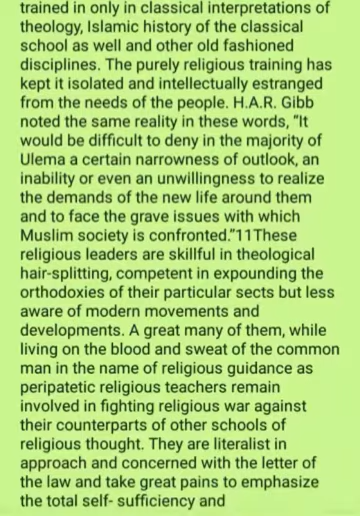 trained in only in classical interpretations of
theology, Islamic history of the classical
school as well and other old fashioned
disciplines. The purely religious training has
kept it isolated and intellectually estranged
from the needs of the people. H.A.R. Gibb
noted the same reality in these words, “It
would be difficult to deny in the majority of
Ulema a certain narrowness of outlook, an
inability or even an unwillingness to realize
the demands of the new life around them
and to face the grave issues with which
Muslim society is confronted.”11These
religious leaders are skillful in theological
hair-splitting, competent in expounding the
orthodoxies of their particular sects but less
aware of modern movements and
developments. A great many of them, while
living on the blood and sweat of the common
man in the name of religious guidance as
peripatetic religious teachers remain
involved in fighting religious war against
their counterparts of other schools of
religious thought. They are literalist in
approach and concerned with the letter of
the law and take great pains to emphasize
the total self- sufficiency and